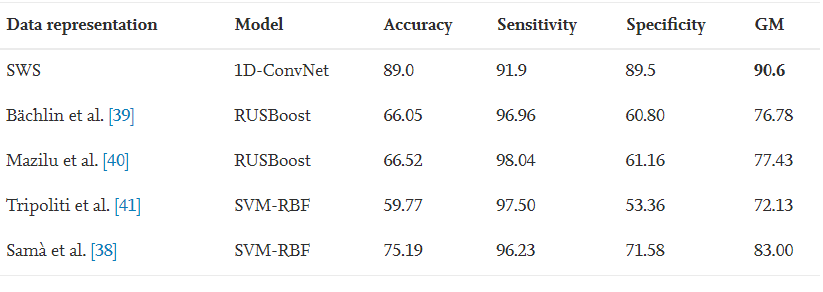 Data representation Model Accuracy Sensitivity Specificity GM
SWS 1D-ConvNet 89.0 91.9 89.5 90.6
Bächlin et al. [39] RUSBoost 66.05 96.96 60.80 76.78
Mazilu et al. [40] RUSBoost 66.52 98.04 61.16 77.43
Tripoliti et al. [41] SVM-RBF 59.77 97.50 53.36 72.13
Samà et al. [38] SVM-RBF 75.19 96.23 71.58 83.00